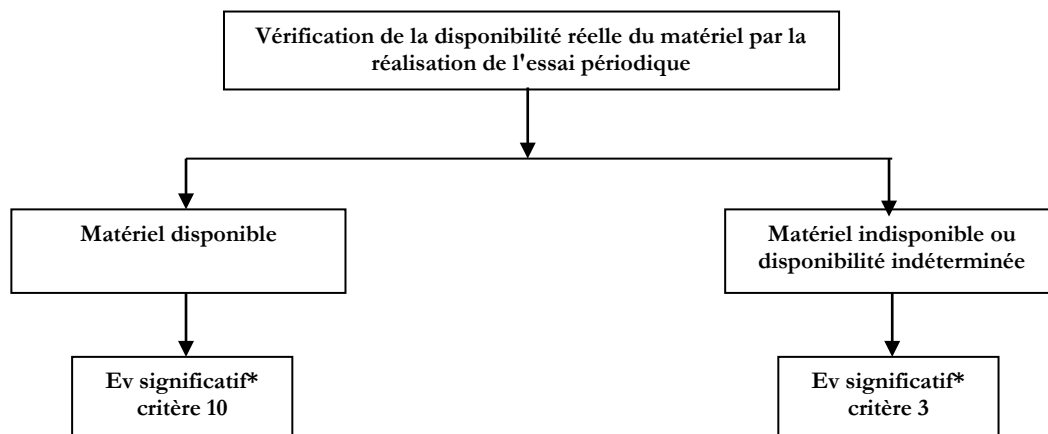 Vérification de la disponibilité réelle du matériel par la
réalisation de l'essai périodique
Matériel disponible
Matériel indisponible ou
disponibilité indéterminée
Ev significatif*
critère 10
Ev significatif*
critère 3